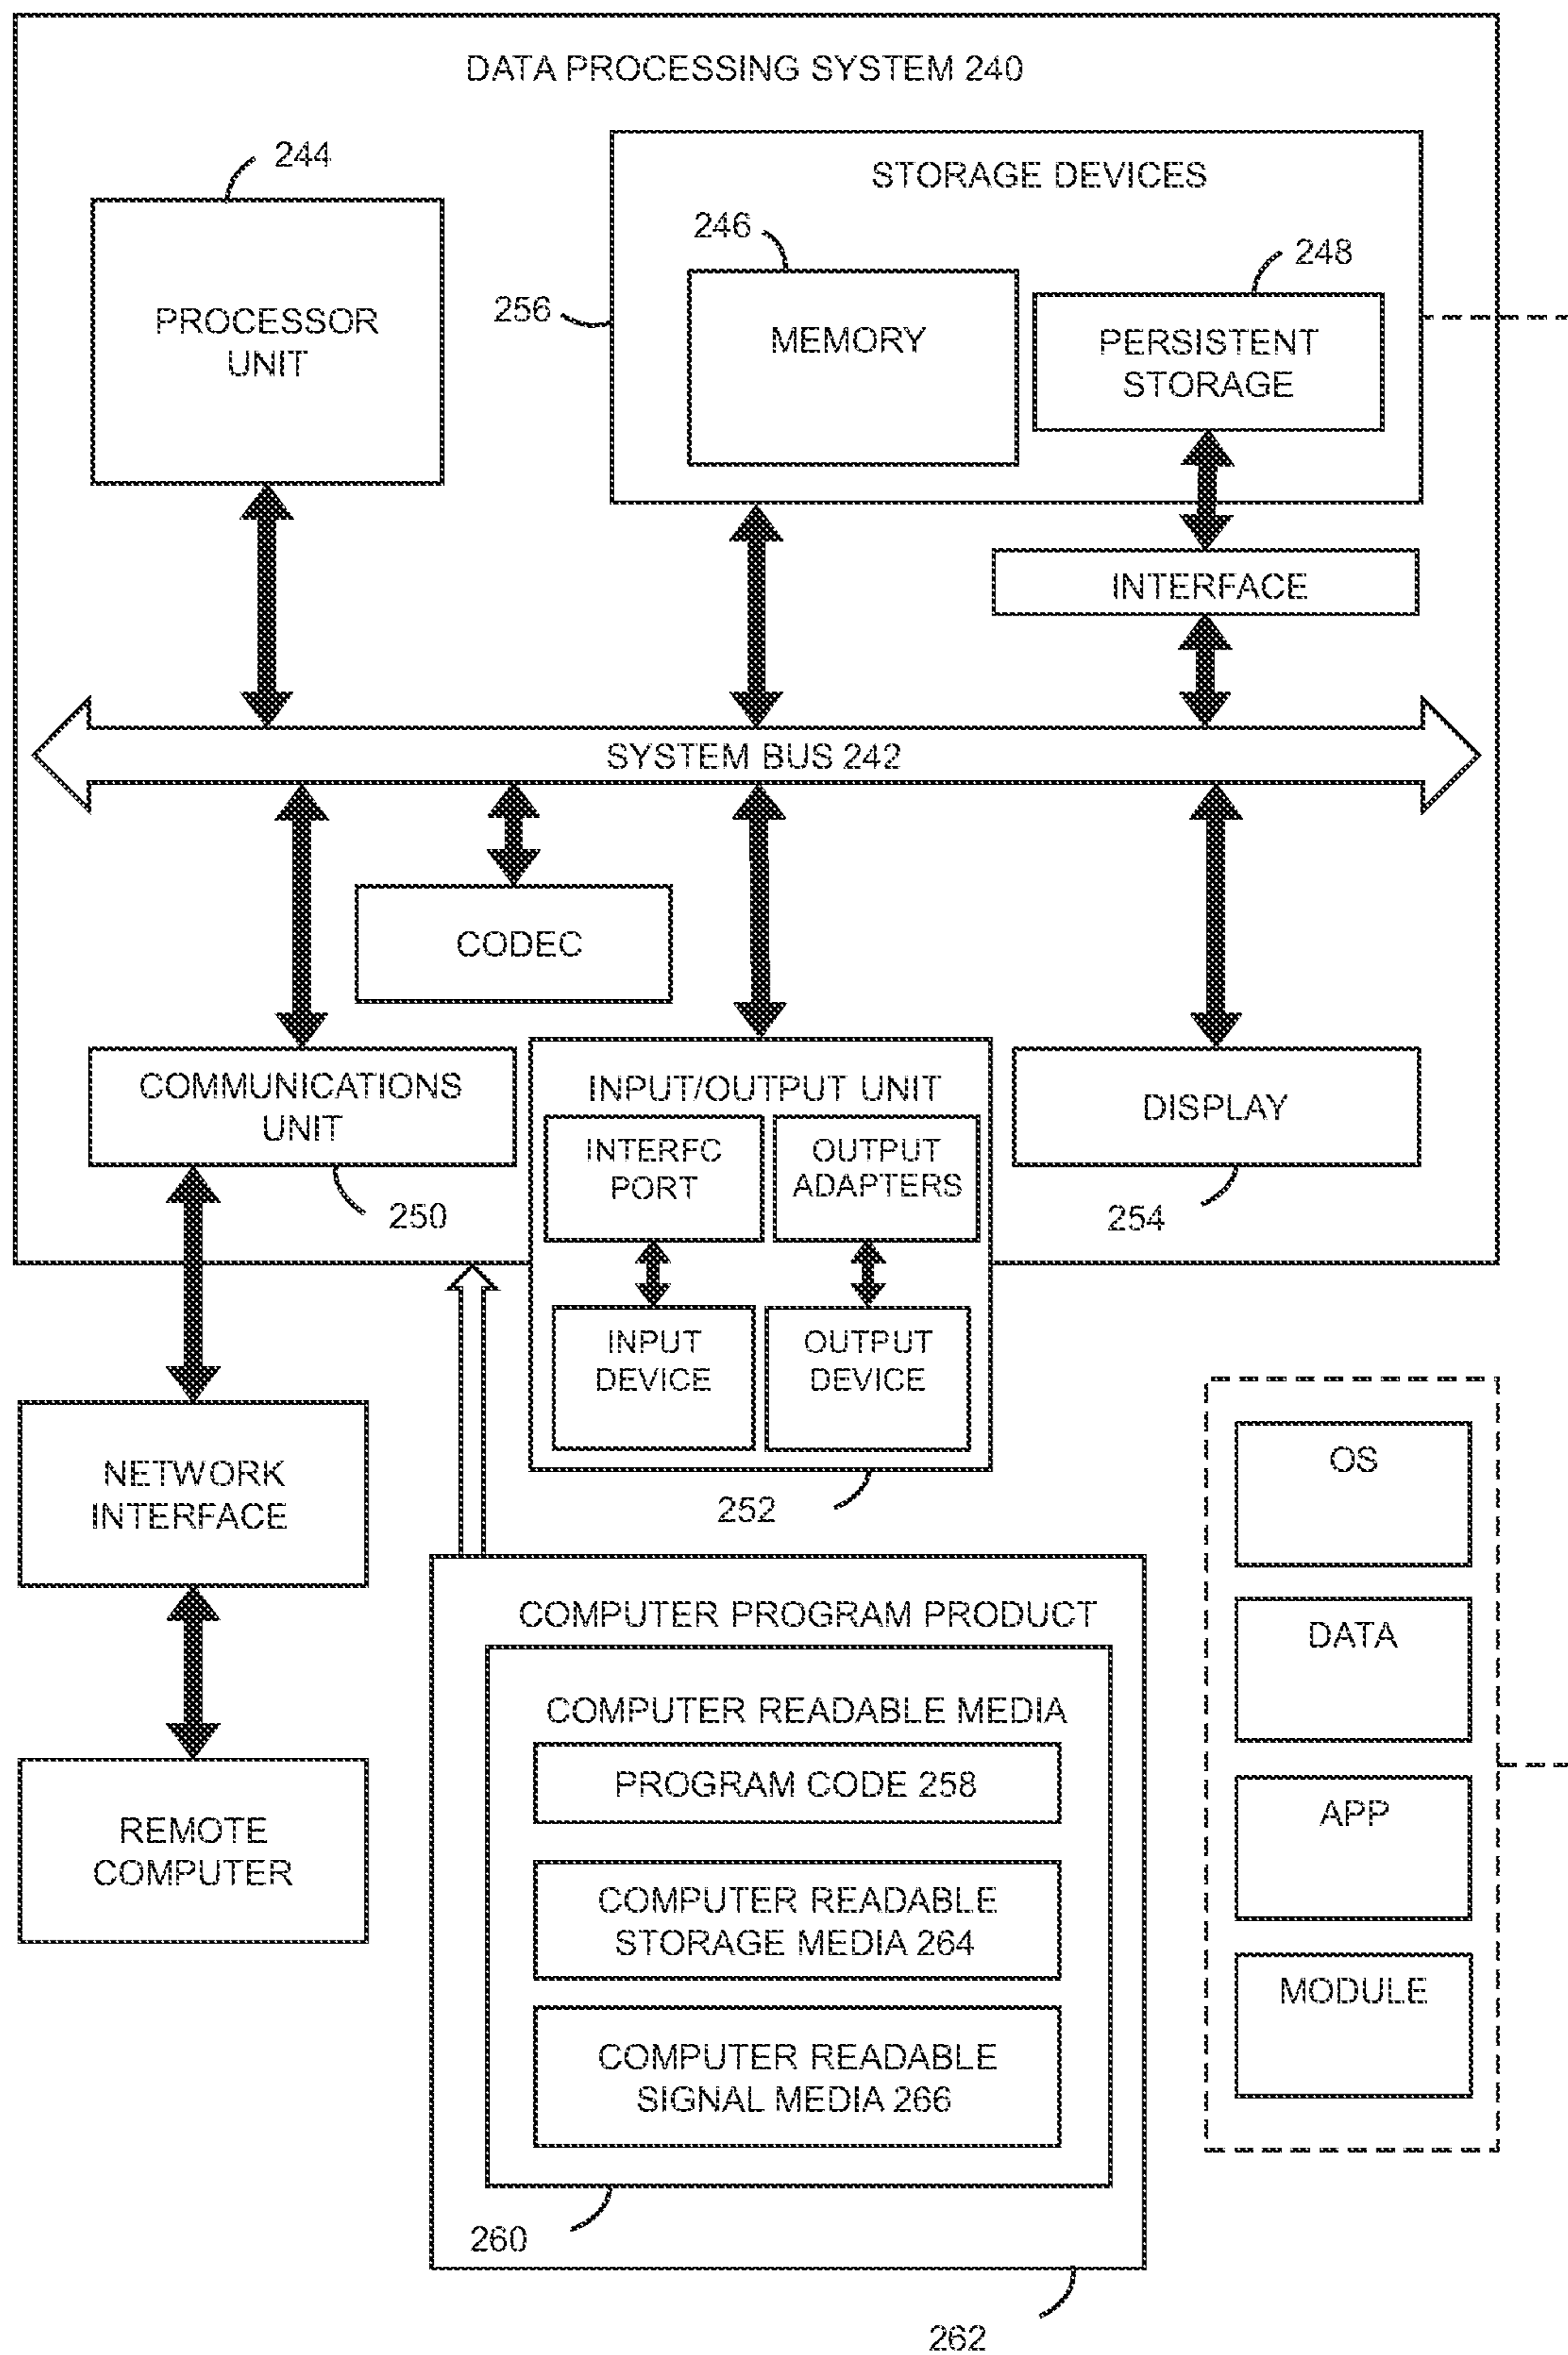 DATA PROCESSING SYSTEM 240
244
PROCESSOR
UNIT
STORAGE DEVICES
246
248
256
MEMORY
PERSISTENT
STORAGE
INTERFACE
SYSTEM BUS 242
CODEC
COMMUNICATIONS
UNIT
250
INPUT/OUTPUT UNIT
INTERFC
PORT
OUTPUT
ADAPTERS
INPUT
DEVICE
OUTPUT
DEVICE
252
DISPLAY
254
NETWORK
INTERFACE
REMOTE
COMPUTER
COMPUTER PROGRAM PRODUCT
COMPUTER READABLE MEDIA
PROGRAM CODE 258
COMPUTER READABLE
STORAGE MEDIA 264
COMPUTER READABLE
SIGNAL MEDIA 266
260
262
OS
DATA
APP
MODULE